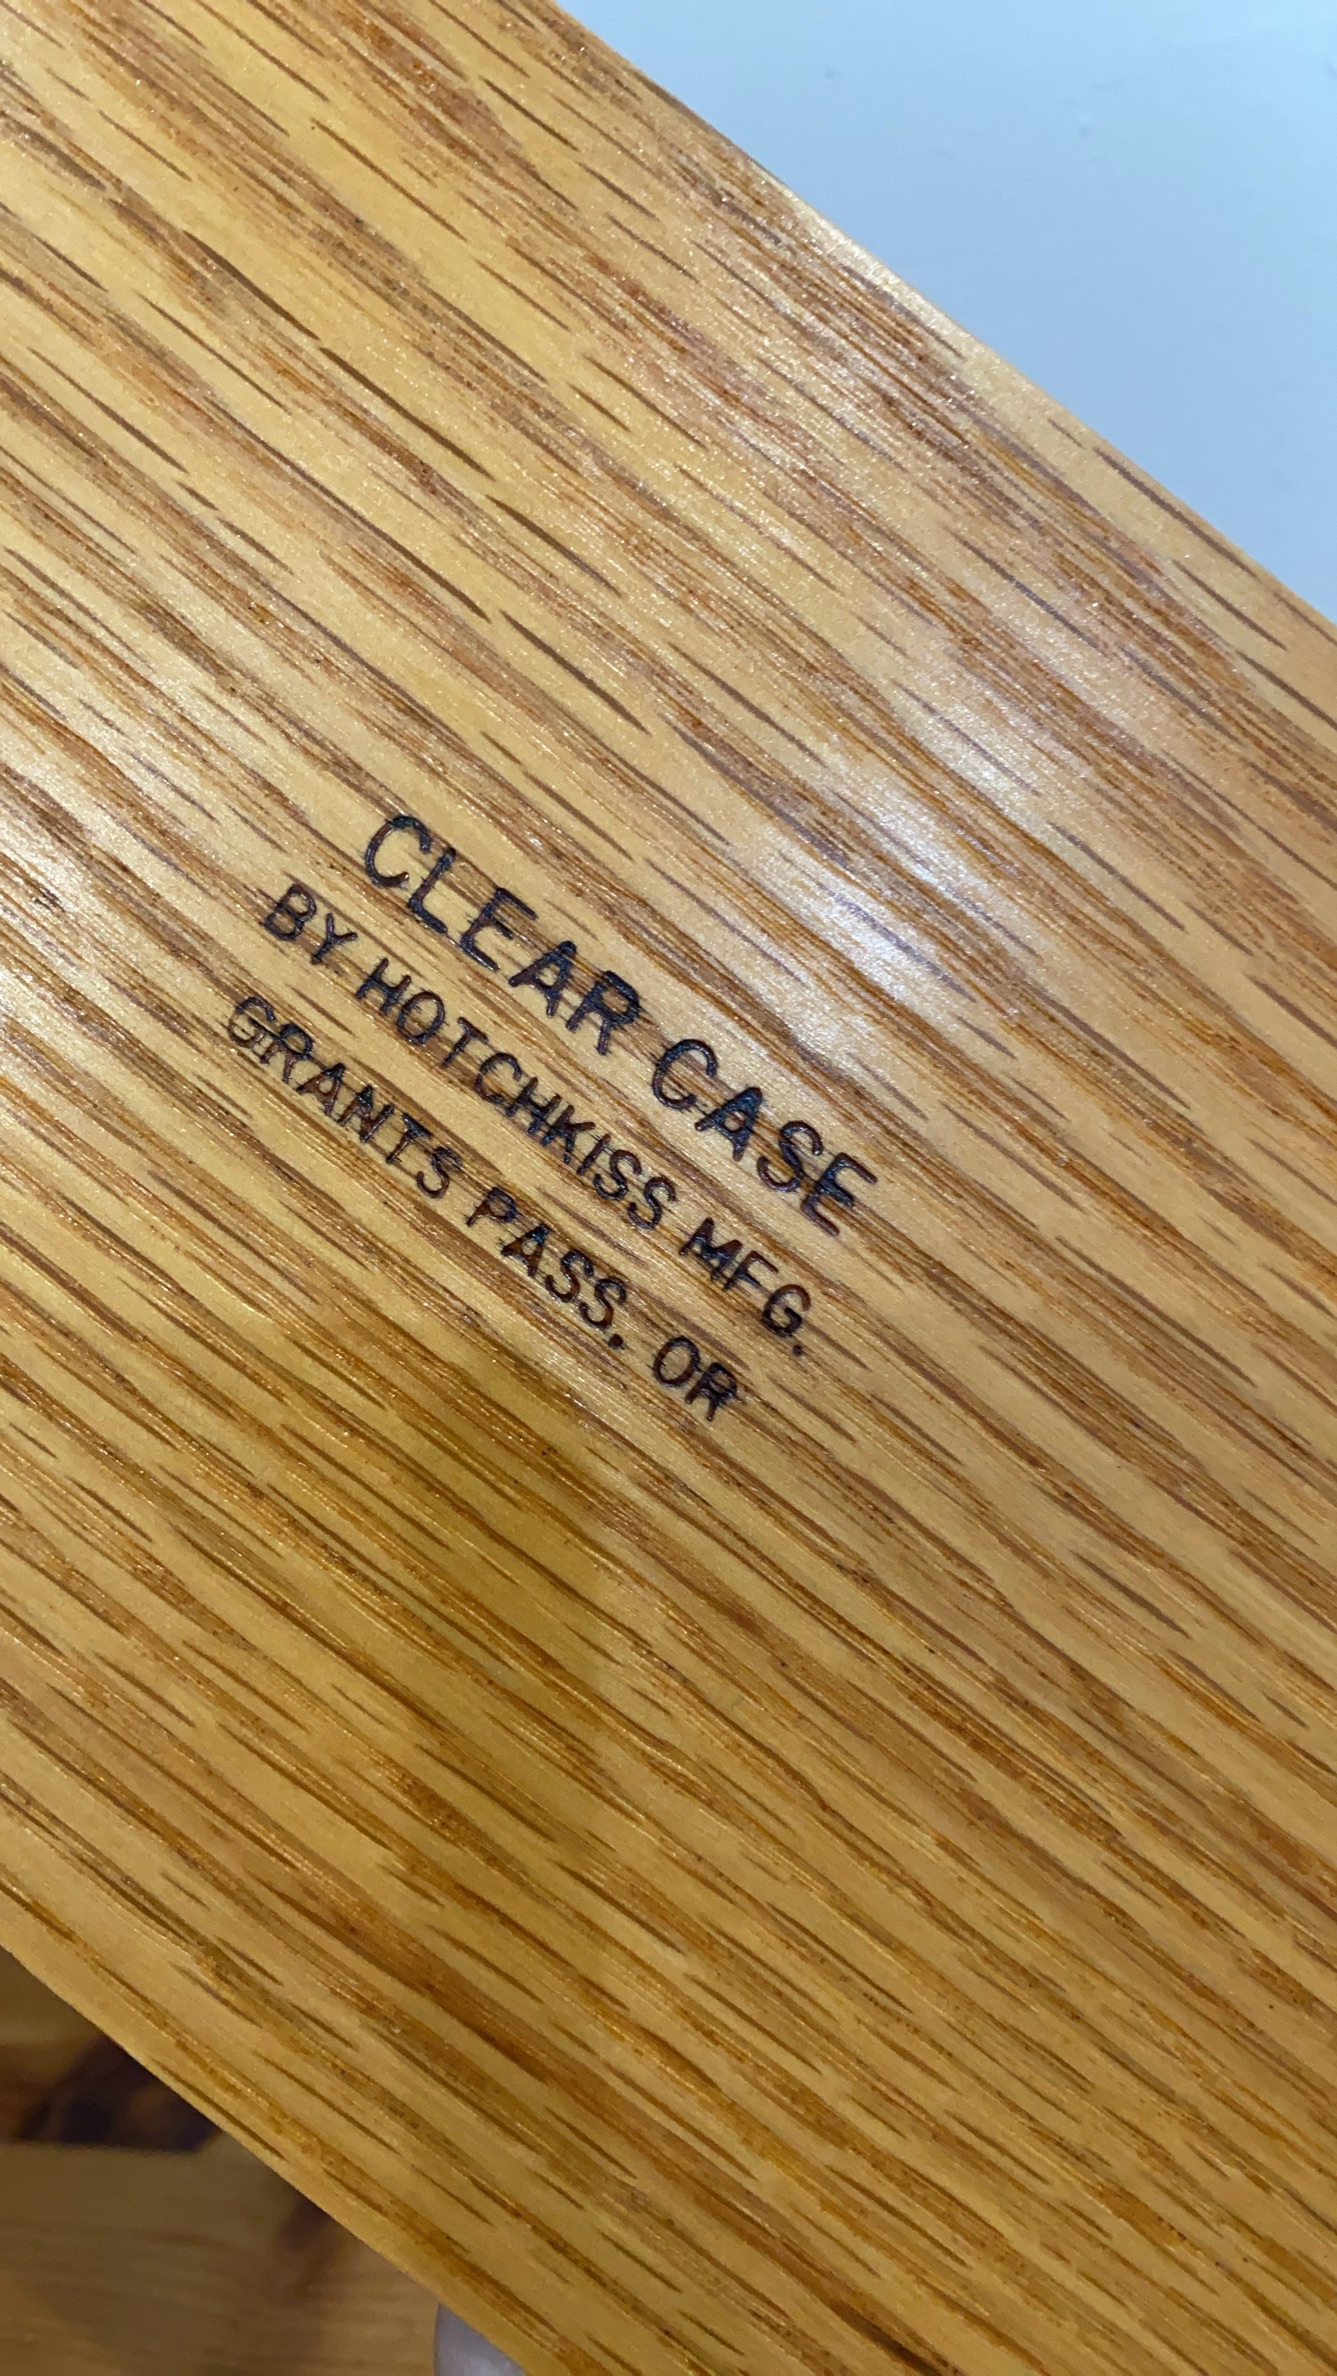 CLEAR CASE
BY HOTCHKISS MFG.
GRANTS PASS, OR